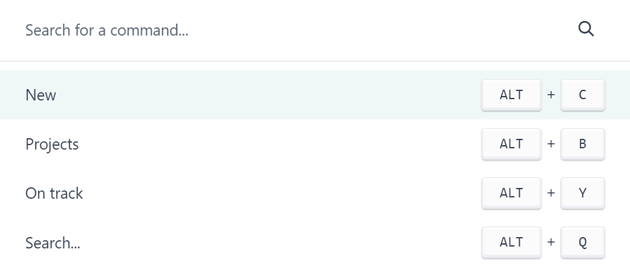 Search for a command...
New ALT + C
Projects ALT + B
On track ALT + Y
Search... ALT + Q